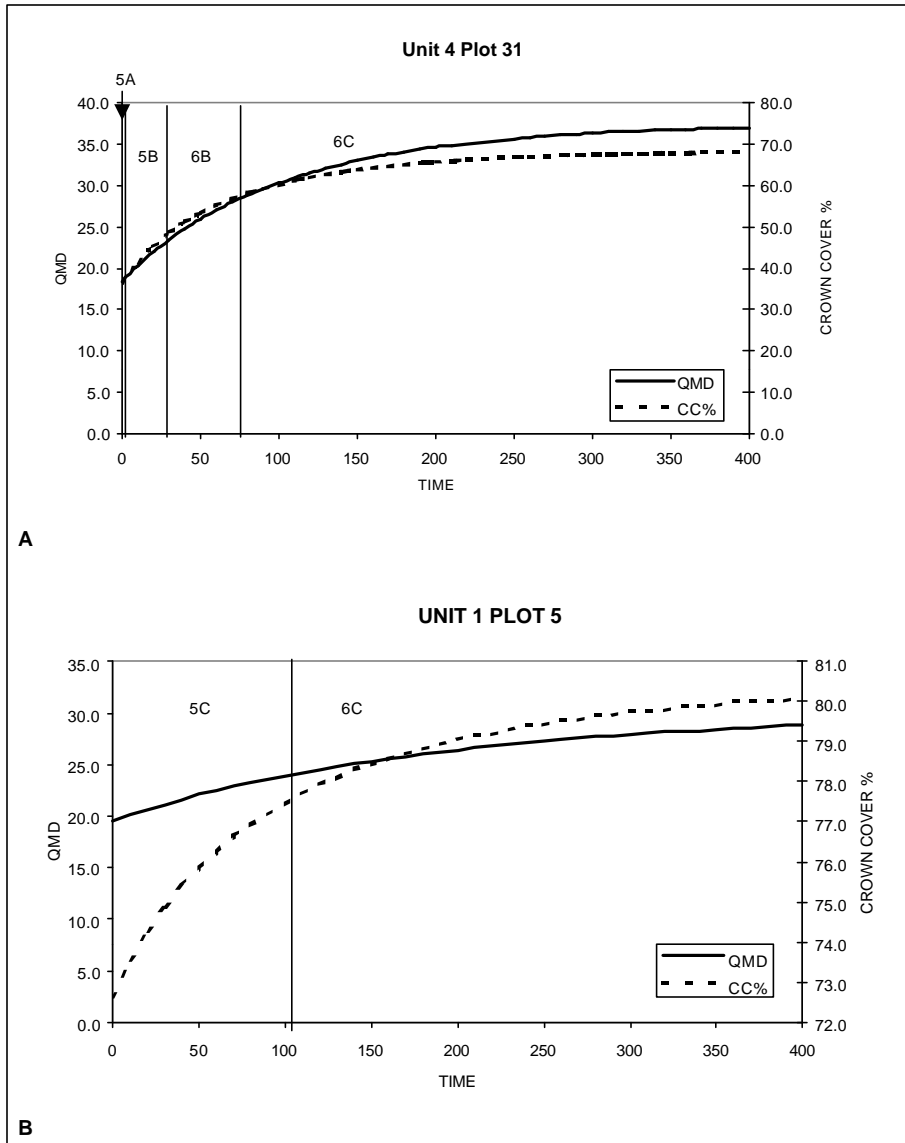 Unit 4 Plot 31
5A
40.0
35.0
30.0
25.0
20.0
15.0
10.0
5.0
0.0
QMD
5B 6B 6C
80.0
70.0
60.0
50.0
40.0
30.0
20.0
10.0
0.0
CROWN COVER %
QMD
CC%
0 50 100 150 200 250 300 350 400
TIME
A
UNIT 1 PLOT 5
35.0
30.0
25.0
20.0
15.0
10.0
5.0
0.0
QMD
5C 6C
81.0
80.0
79.0
78.0
77.0
76.0
75.0
74.0
73.0
72.0
CROWN COVER %
QMD
CC%
0 50 100 150 200 250 300 350 400
TIME
B